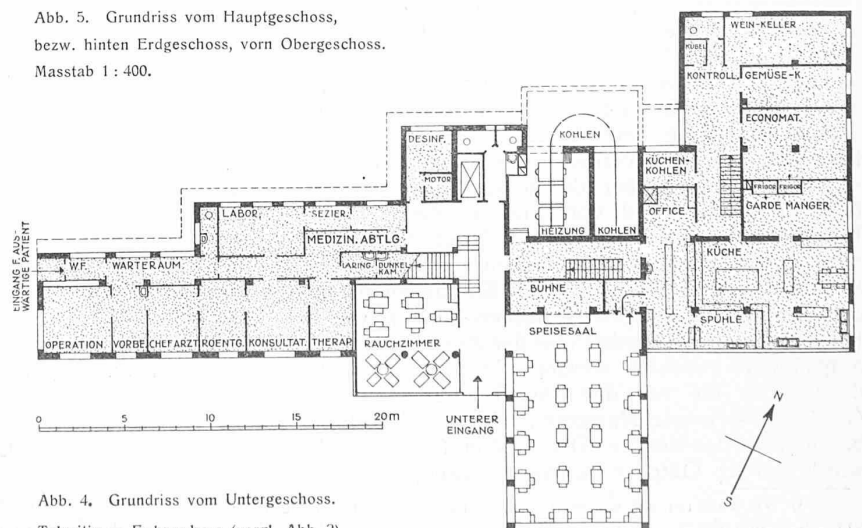 Abb. 5. Grundriss vom Hauptgeschoss,
bezw. hinten Erdgeschoss, vorn Obergeschoss.
Masstab 1 : 400.
WEIN-KELLER
KÜBEL
KONTROLL.
GEMÜSE-K.
ECONOMAT.
DESINF.
MOTOR
KOHLEN
KÜCHEN-
KOHLEN
FRIGOR
FRIGOR
OFFICE
GARDE MANGER
HEIZUNG
KOHLEN
LABOR.
SEZIER.
MEDIZIN. ABTLG.
EINGANG F. AUS-
WÄRTIGE PATIENT
W.F.
WARTERAUM
LARING.
DUNKEL
KAM.
KÜCHE
BÜHNE
SPÜHLE
SPEISESAAL
OPERATION.
VORBE.
CHEFARZT
ROENTG.
KONSULTAT.
THERAP.
RAUCHZIMMER
0 5 10 15 20 m
UNTERER
EINGANG
N
S
Abb. 4. Grundriss vom Untergeschoss.